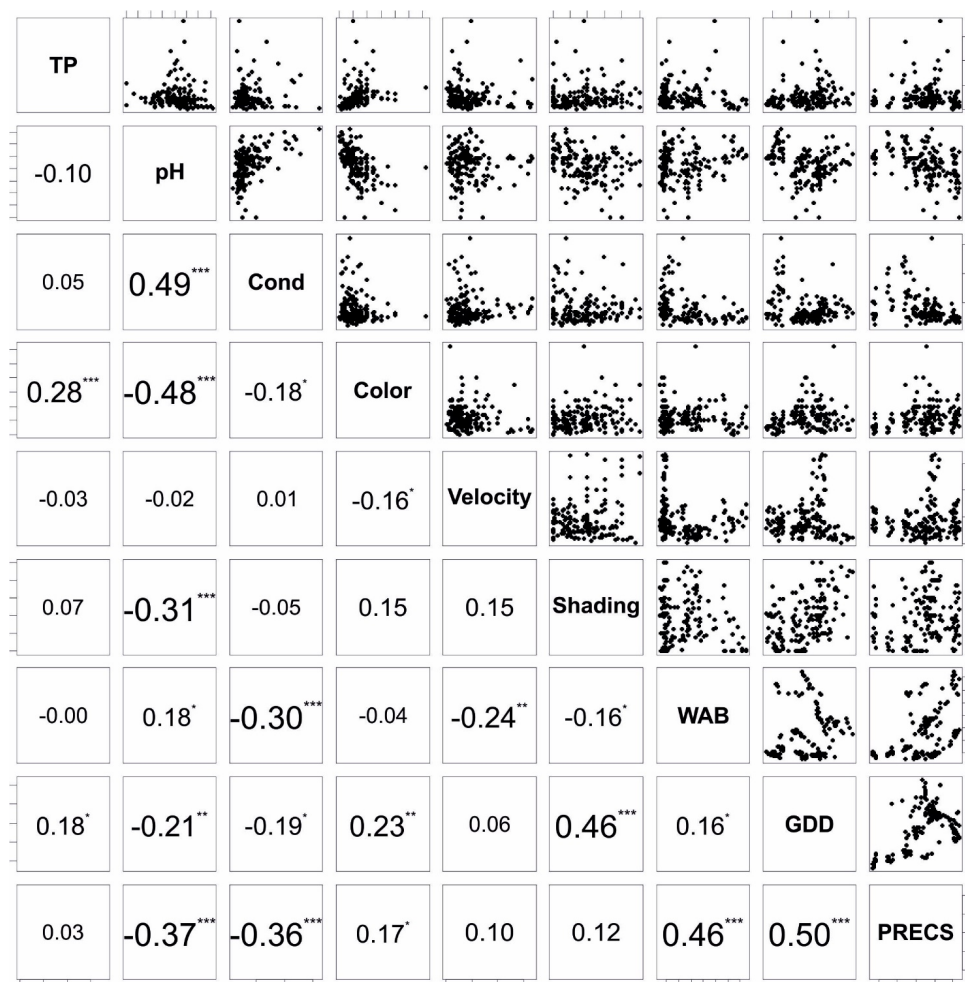 TP
-0.10 pH
0.05 0.49*** Cond
0.28*** -0.48*** -0.18* Color
-0.03 -0.02 0.01 -0.16* Velocity
0.07 -0.31*** -0.05 0.15 0.15 Shading
-0.00 0.18* -0.30*** -0.04 -0.24** -0.16* WAB
0.18* -0.21** -0.19* 0.23** 0.06 0.46*** 0.16* GDD
0.03 -0.37*** -0.36*** 0.17* 0.10 0.12 0.46*** 0.50*** PRECS